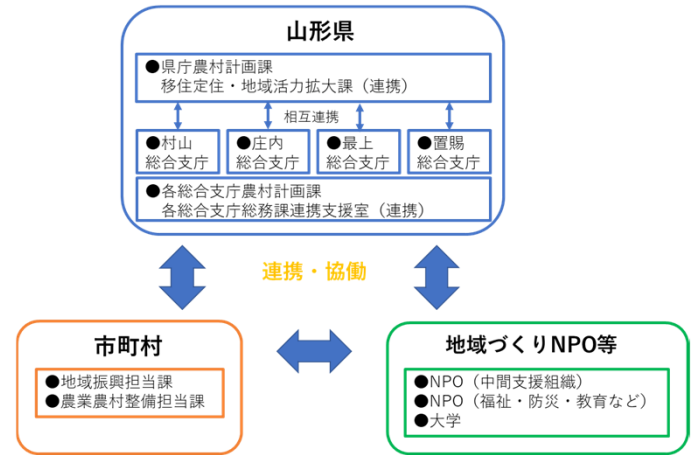 山形県
●県庁農村計画課
移住定住・地域活力拡大課（連携）
相互連携
●村山
総合支庁
●庄内
総合支庁
●最上
総合支庁
●置賜
総合支庁
●各総合支庁農村計画課
各総合支庁総務課連携支援室（連携）
連携・協働
市町村
●地域振興担当課
●農業農村整備担当課
地域づくりNPO等
●NPO（中間支援組織）
●NPO（福祉・防災・教育など）
●大学